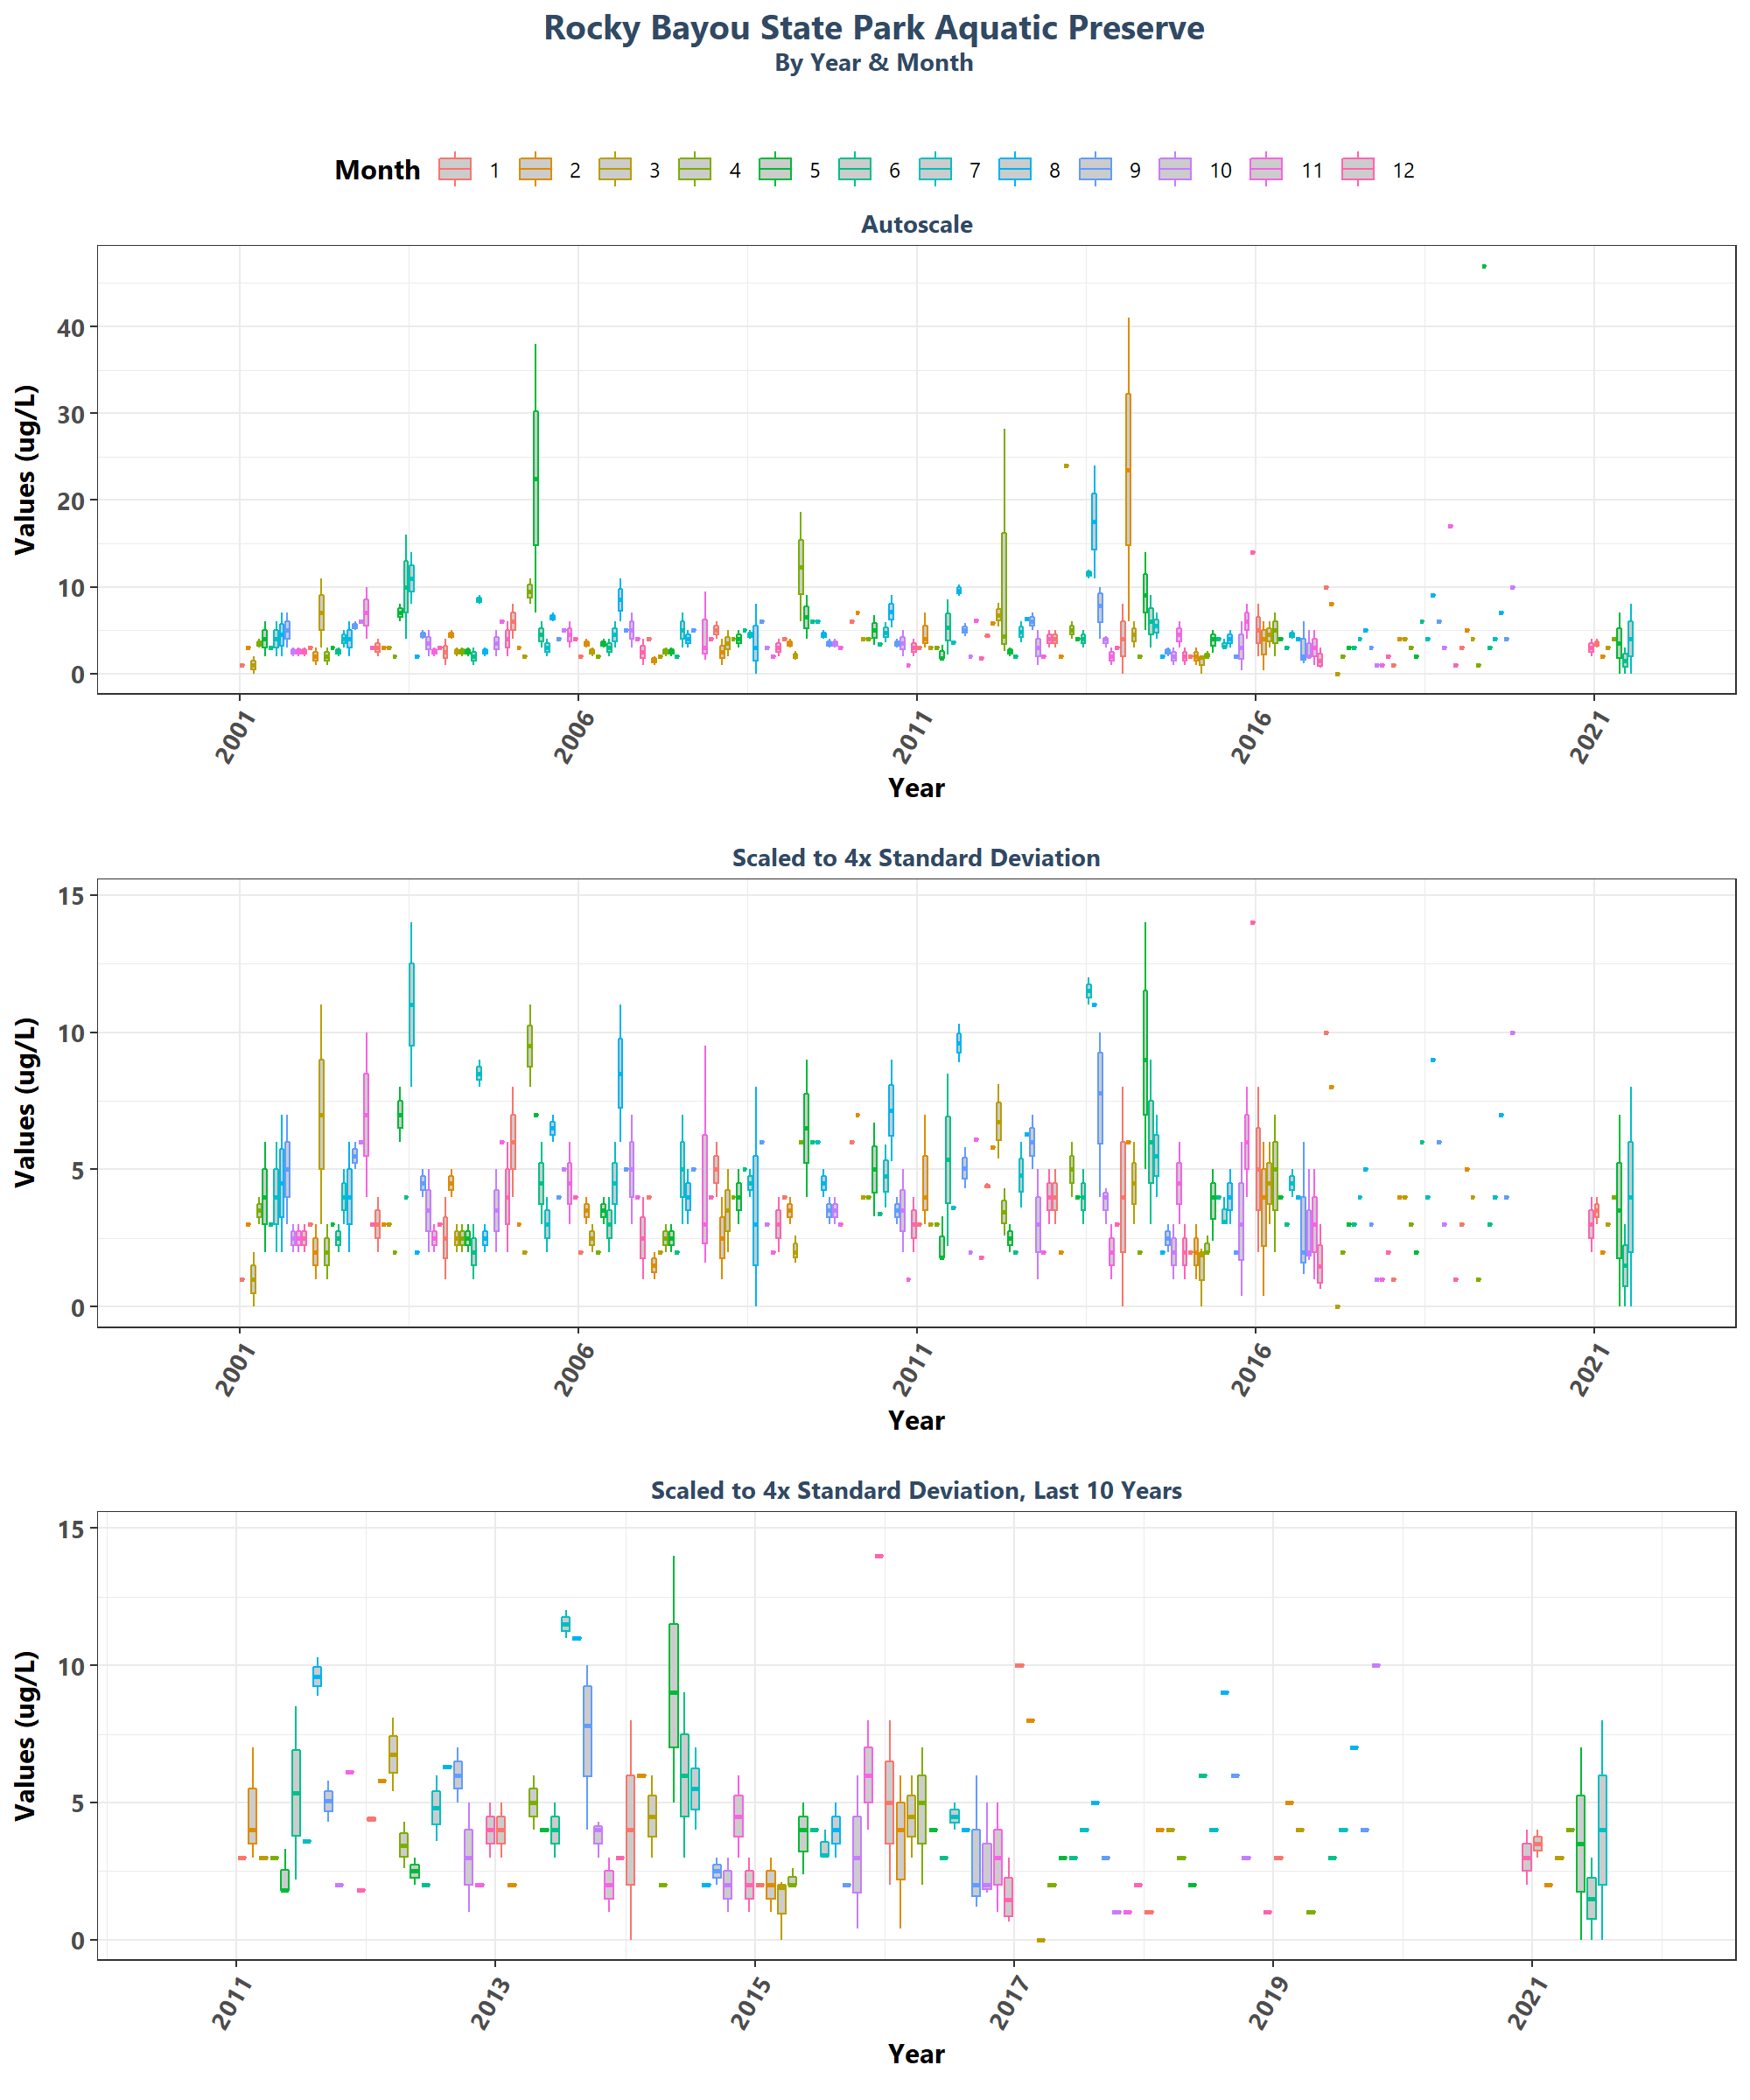 Rocky Bayou State Park Aquatic Preserve
By Year & Month
Month 1 2 3 4 5 6 7 8 9 10 11 12
Autoscale
Values (ug/L)
40
30
20
10
0
2001 2006 2011 2016 2021
Year
Scaled to 4x Standard Deviation
Values (ug/L)
15
10
5
0
2001 2006 2011 2016 2021
Year
Scaled to 4x Standard Deviation, Last 10 Years
Values (ug/L)
15
10
5
0
2011 2013 2015 2017 2019 2021
Year